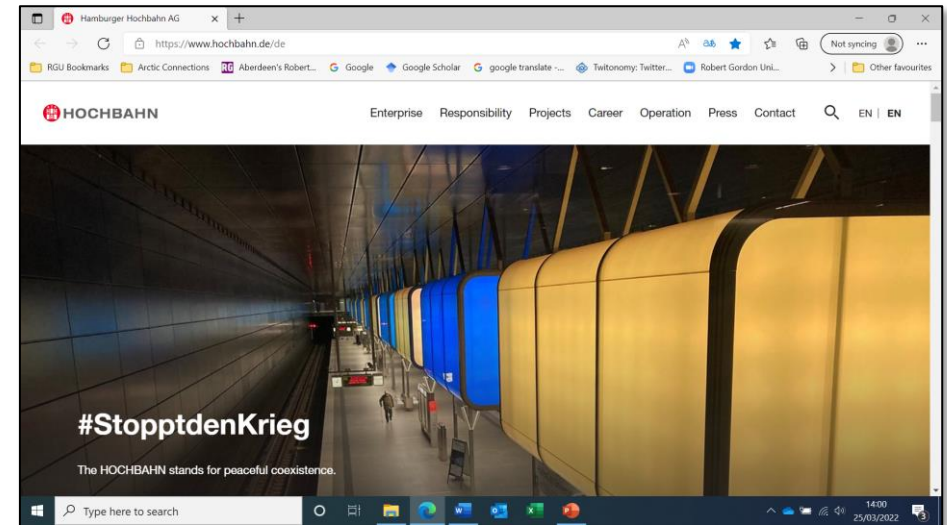 Hamburger Hochbahn AG
https://www.hochbahn.de/de
Not syncing
RGU Bookmarks Arctic Connections RG Aberdeen's Robert... Google Google Scholar google translate -... Twitonomy: Twitter... Robert Gordon Uni... Other favourites
HOCHBAHN Enterprise Responsibility Projects Career Operation Press Contact EN | EN
#StopptdenKrieg
The HOCHBAHN stands for peaceful coexistence.
Type here to search
14:00
25/03/2022